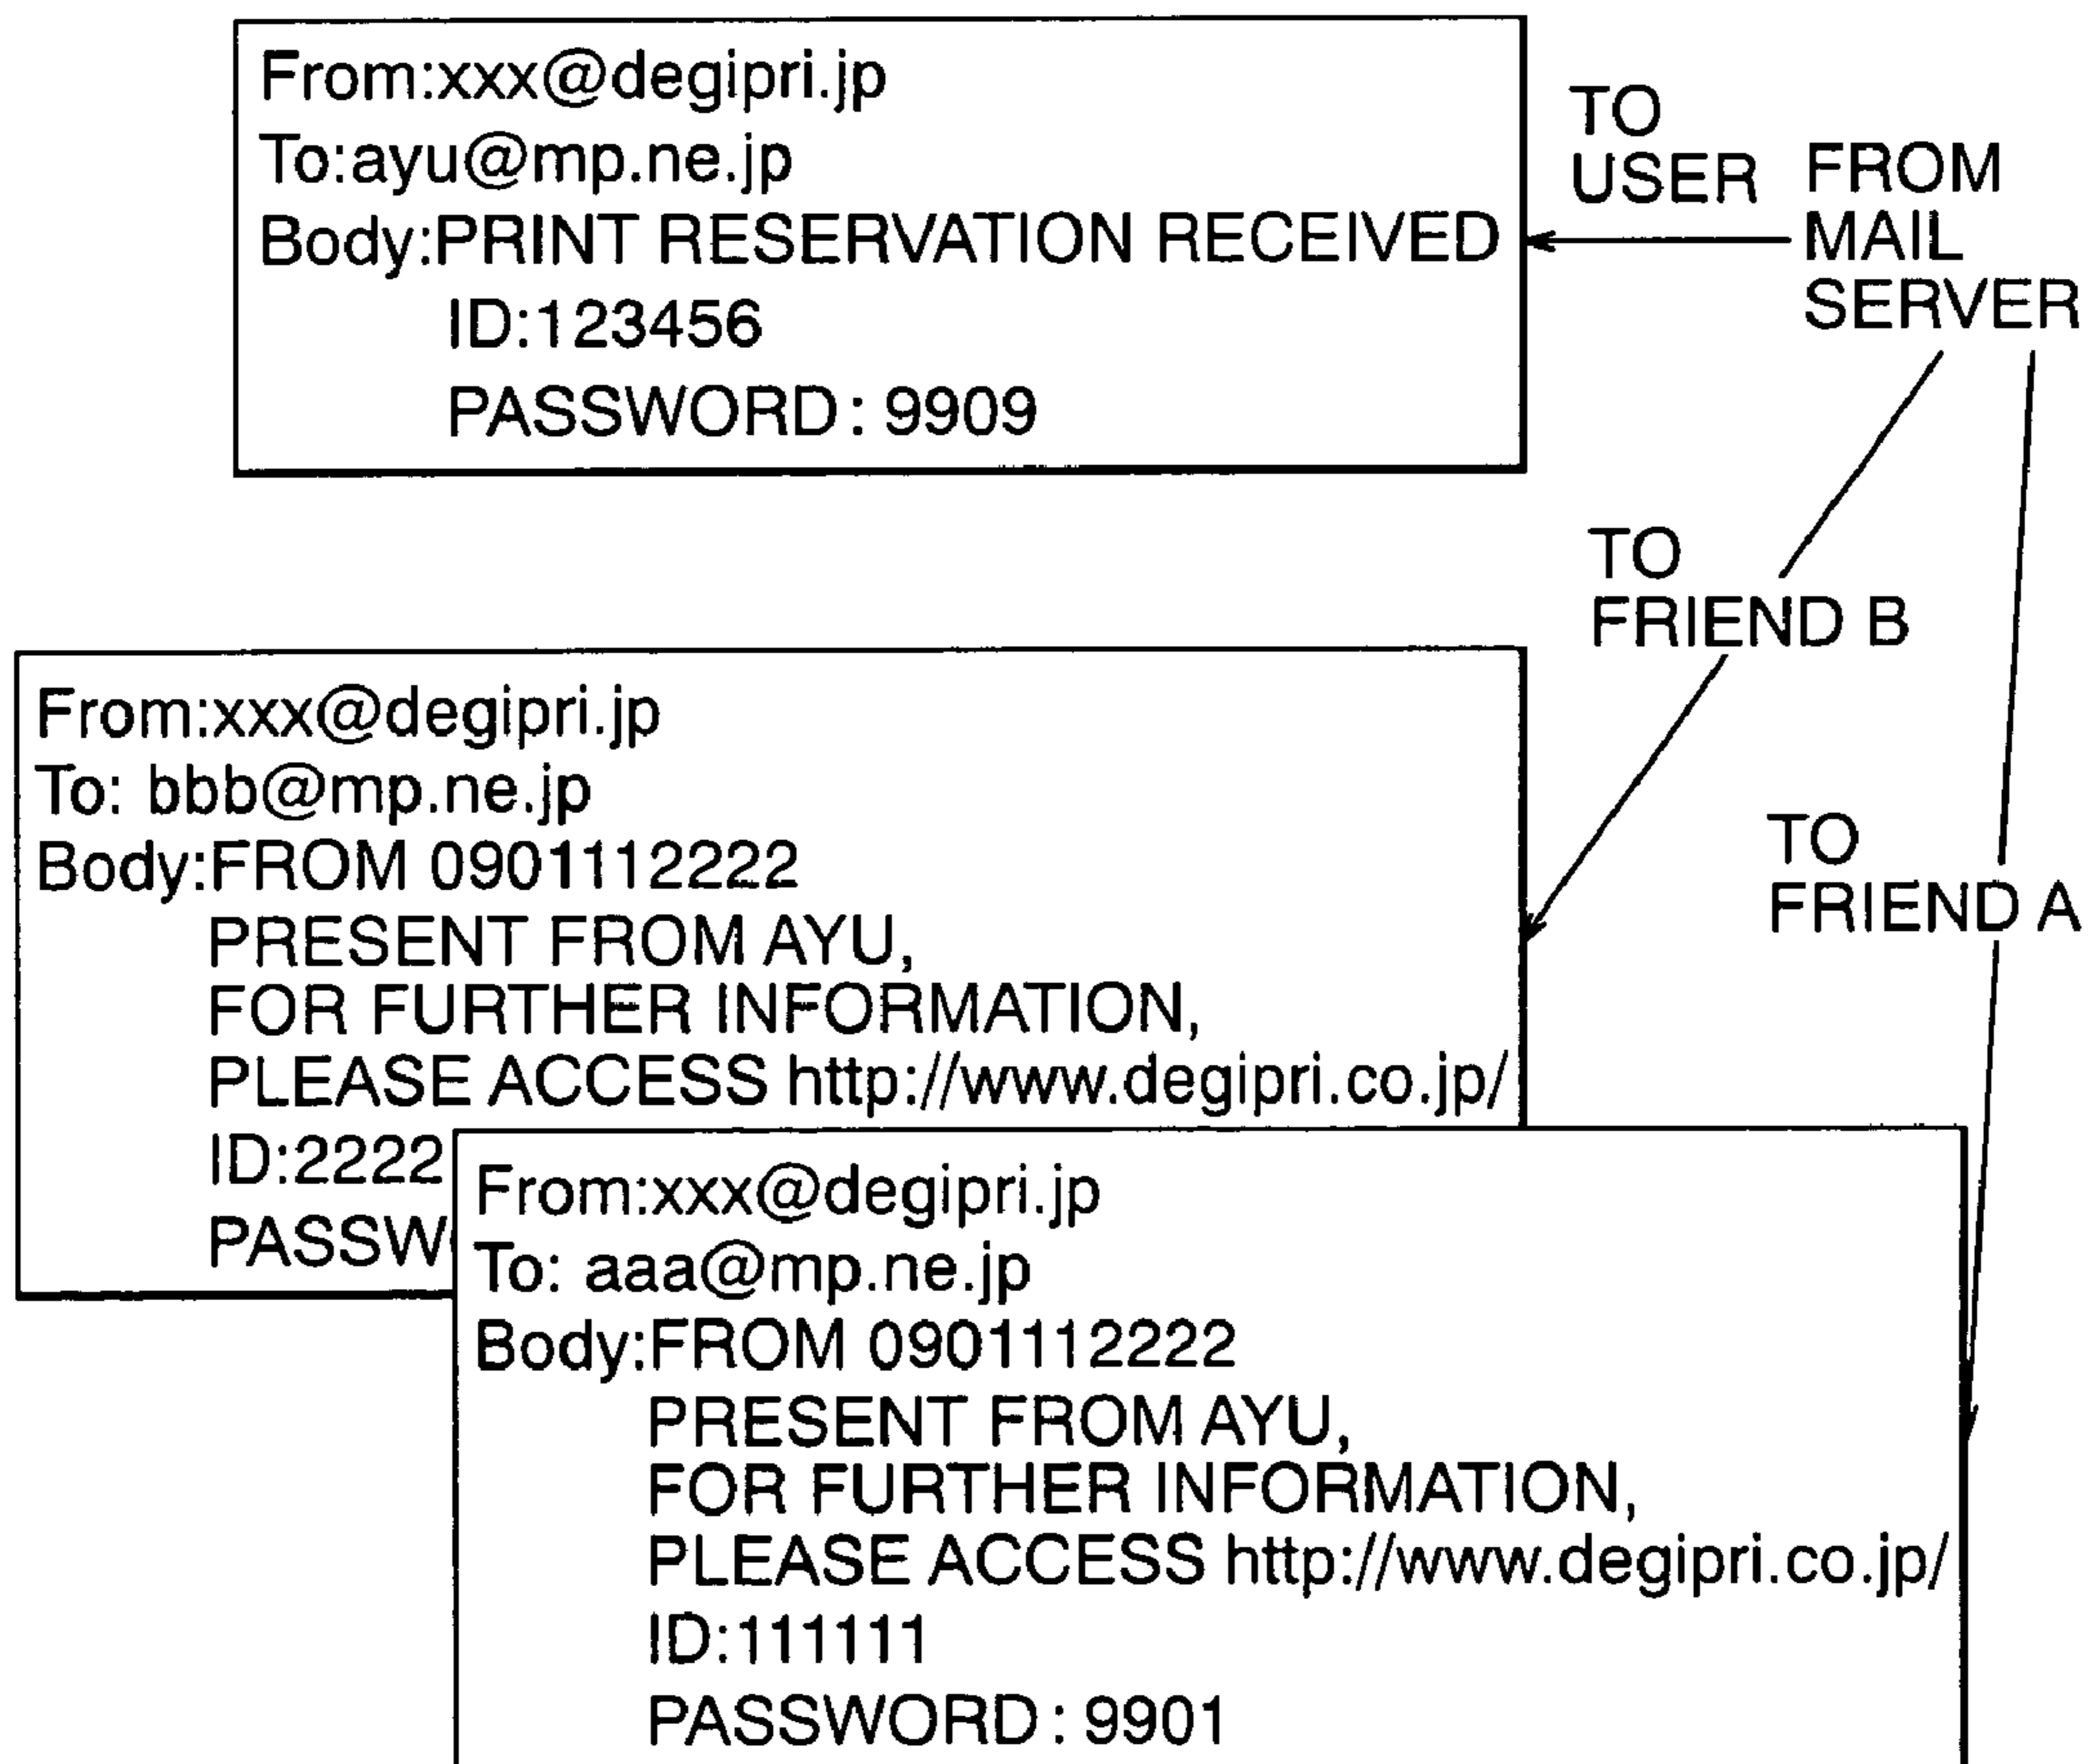 From:xxx@degipri.jp
To:ayu@mp.ne.jp
Body:PRINT RESERVATION RECEIVED
ID:123456
PASSWORD: 9909
TO
USER
FROM
MAIL
SERVER
TO
FRIEND B
From:xxx@degipri.jp
To: bbb@mp.ne.jp
Body:FROM 0901112222
PRESENT FROM AYU,
FOR FURTHER INFORMATION,
PLEASE ACCESS http://www.degipri.co.jp/
ID:2222
PASSW
TO
FRIEND A
From:xxx@degipri.jp
To: aaa@mp.ne.jp
Body:FROM 0901112222
PRESENT FROM AYU,
FOR FURTHER INFORMATION,
PLEASE ACCESS http://www.degipri.co.jp/
ID:111111
PASSWORD: 9901